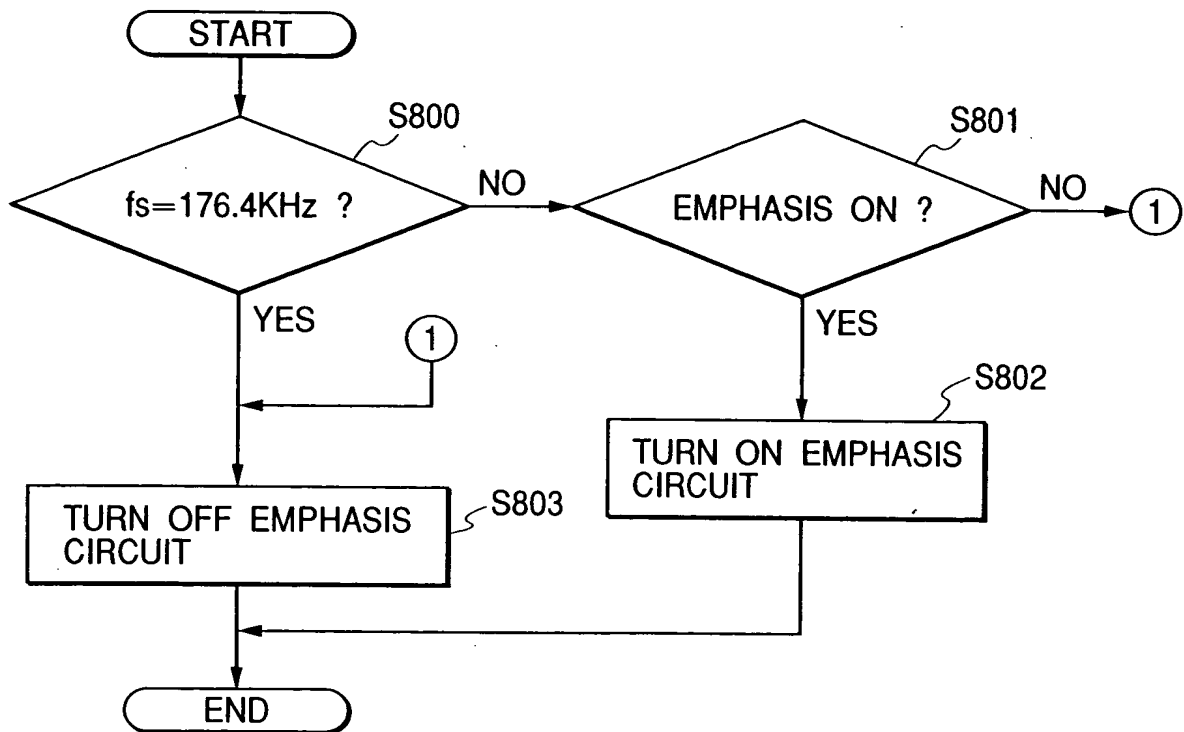 START
S800
fs=176.4KHz ?
NO
S801
EMPHASIS ON ?
NO
1
YES
1
YES
S802
TURN ON EMPHASIS
CIRCUIT
S803
TURN OFF EMPHASIS
CIRCUIT
END